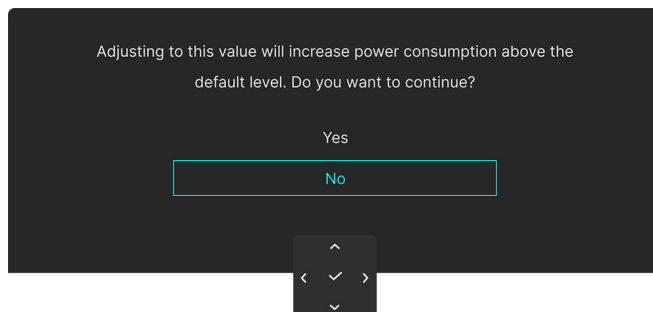 Adjusting to this value will increase power consumption above the
default level. Do you want to continue?
Yes
No